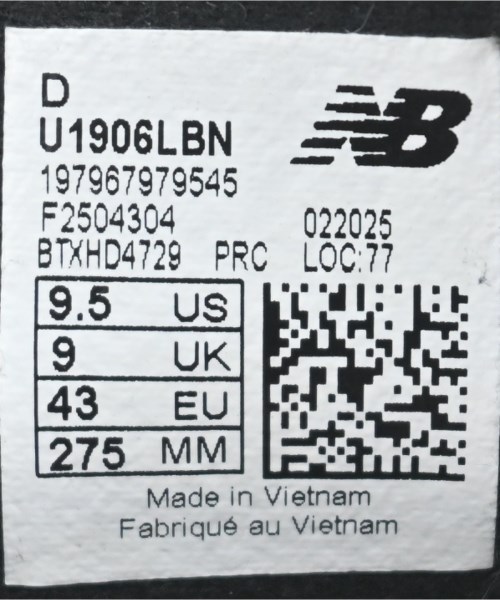 D
U1906LBN
NB
197967979545
F2504304 022025
BTXHD4729 PRC LOC:77
9.5 US
9 UK
43 EU
275 MM
Made in Vietnam
Fabriqué au Vietnam